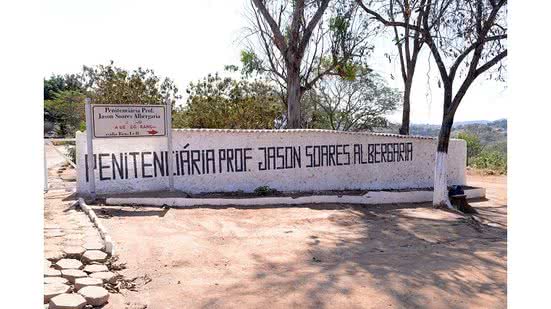 Penitenciária Prof.
Jason Soares Albergaria
PENITENCIÁRIA PROF. JASON SOARES ALBERGARIA